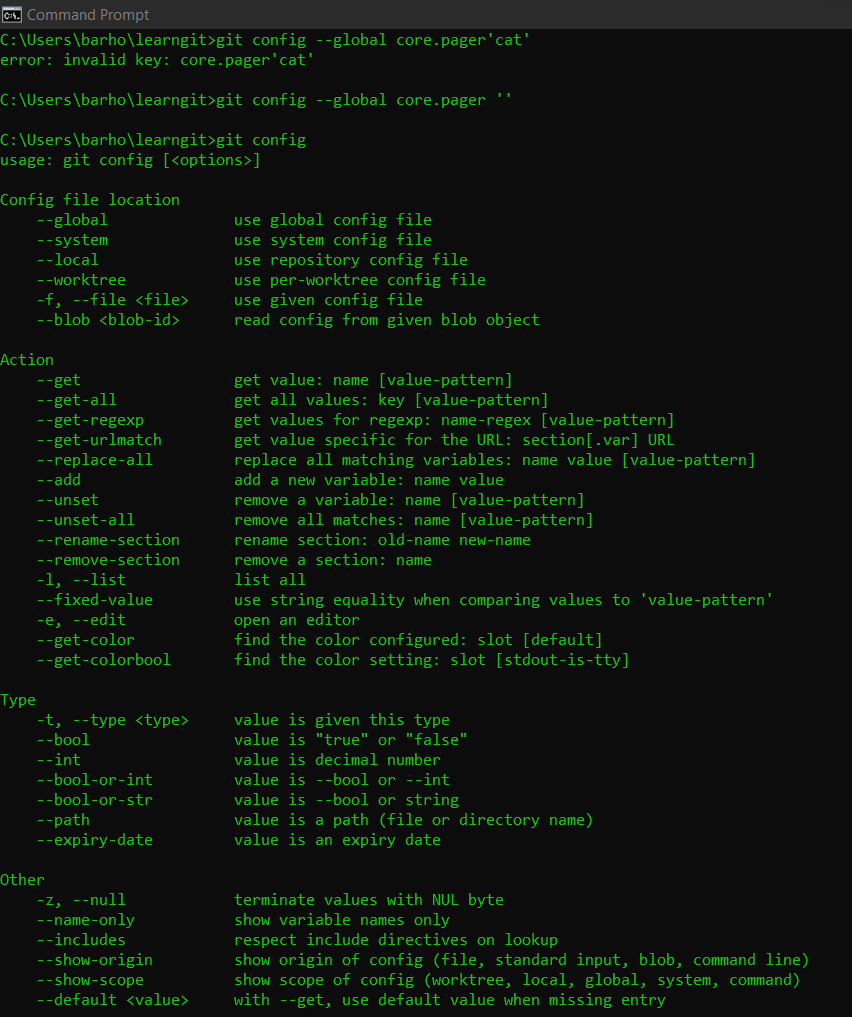 Command Prompt
C:\Users\barho\learngit>git config --global core.pager'cat'
error: invalid key: core.pager'cat'
C:\Users\barho\learngit>git config --global core.pager ''
C:\Users\barho\learngit>git config
usage: git config [<options>]
Config file location
    --global              use global config file
    --system              use system config file
    --local               use repository config file
    --worktree            use per-worktree config file
    -f, --file <file>     use given config file
    --blob <blob-id>      read config from given blob object
Action
    --get                 get value: name [value-pattern]
    --get-all             get all values: key [value-pattern]
    --get-regexp          get values for regexp: name-regex [value-pattern]
    --get-urlmatch        get value specific for the URL: section[.var] URL
    --replace-all         replace all matching variables: name value [value-pattern]
    --add                 add a new variable: name value
    --unset               remove a variable: name [value-pattern]
    --unset-all           remove all matches: name [value-pattern]
    --rename-section      rename section: old-name new-name
    --remove-section      remove a section: name
    -l, --list            list all
    --fixed-value         use string equality when comparing values to 'value-pattern'
    -e, --edit            open an editor
    --get-color           find the color configured: slot [default]
    --get-colorbool       find the color setting: slot [stdout-is-tty]
Type
    -t, --type <type>     value is given this type
    --bool                value is "true" or "false"
    --int                 value is decimal number
    --bool-or-int         value is --bool or --int
    --bool-or-str         value is --bool or string
    --path                value is a path (file or directory name)
    --expiry-date         value is an expiry date
Other
    -z, --null            terminate values with NUL byte
    --name-only           show variable names only
    --includes            respect include directives on lookup
    --show-origin         show origin of config (file, standard input, blob, command line)
    --show-scope          show scope of config (worktree, local, global, system, command)
    --default <value>     with --get, use default value when missing entry